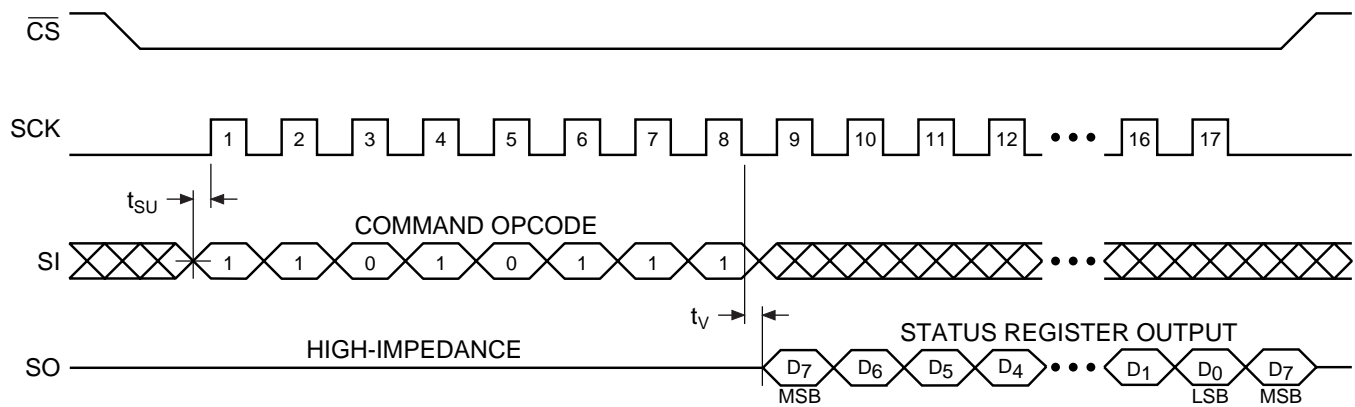 CS
SCK
1 2 3 4 5 6 7 8 9 10 11 12 ••• 16 17
tSU
COMMAND OPCODE
SI
1 1 0 1 0 1 1 1 •••
tV
STATUS REGISTER OUTPUT
HIGH-IMPEDANCE
SO
D7 D6 D5 D4 ••• D1 D0 D7
MSB LSB MSB